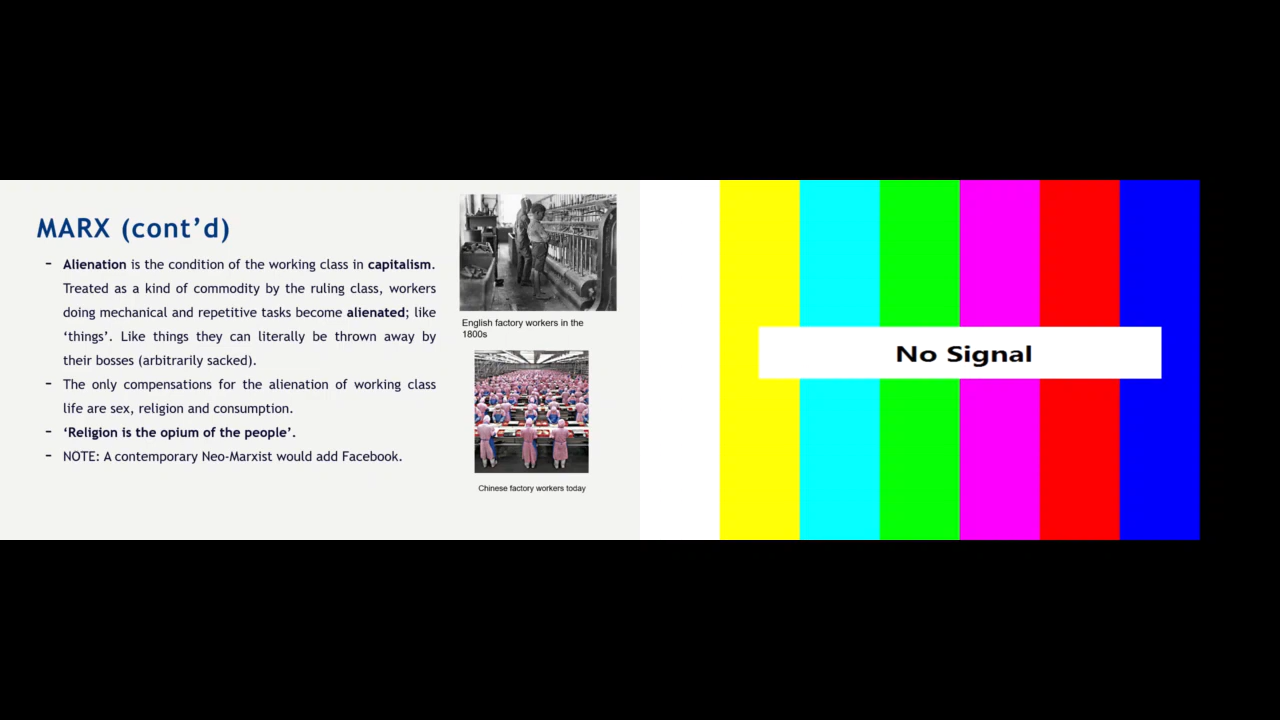 MARX (cont’d)
- Alienation is the condition of the working class in capitalism.
Treated as a kind of commodity by the ruling class, workers
doing mechanical and repetitive tasks become alienated; like
‘things’. Like things they can literally be thrown away by
their bosses (arbitrarily sacked).
- The only compensations for the alienation of working class
life are sex, religion and consumption.
- ‘Religion is the opium of the people’.
- NOTE: A contemporary Neo-Marxist would add Facebook.
English factory workers in the
1800s
Chinese factory workers today
No Signal